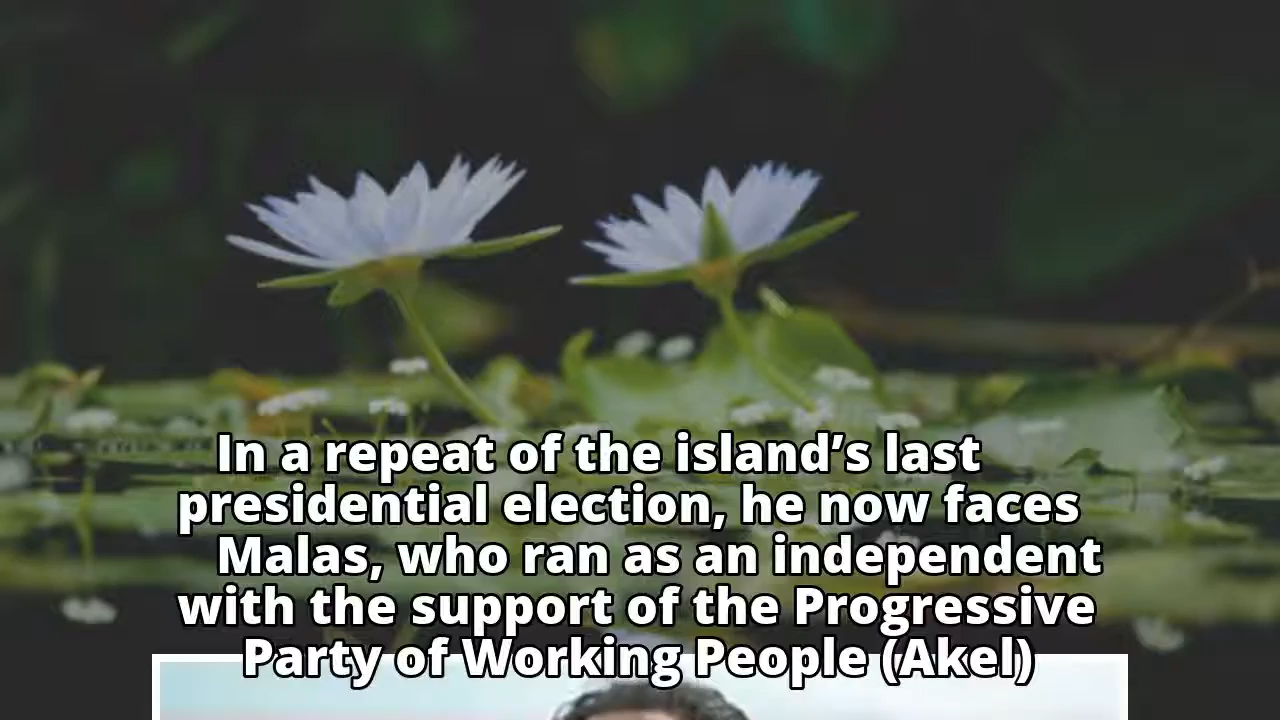 In a repeat of the island’s last
presidential election, he now faces
Malas, who ran as an independent
with the support of the Progressive
Party of Working People (Akel)